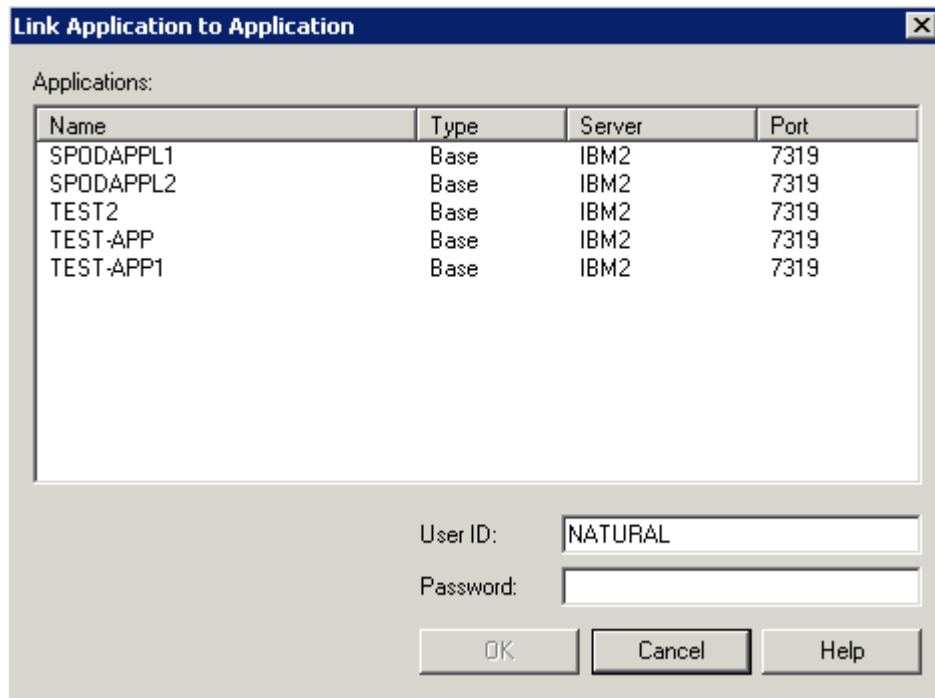 Link Application to Application
Applications:
Name Type Server Port
SPODAPPL1 Base IBM2 7319
SPODAPPL2 Base IBM2 7319
TEST2 Base IBM2 7319
TEST-APP Base IBM2 7319
TEST-APP1 Base IBM2 7319
User ID: NATURAL
Password:
OK Cancel Help